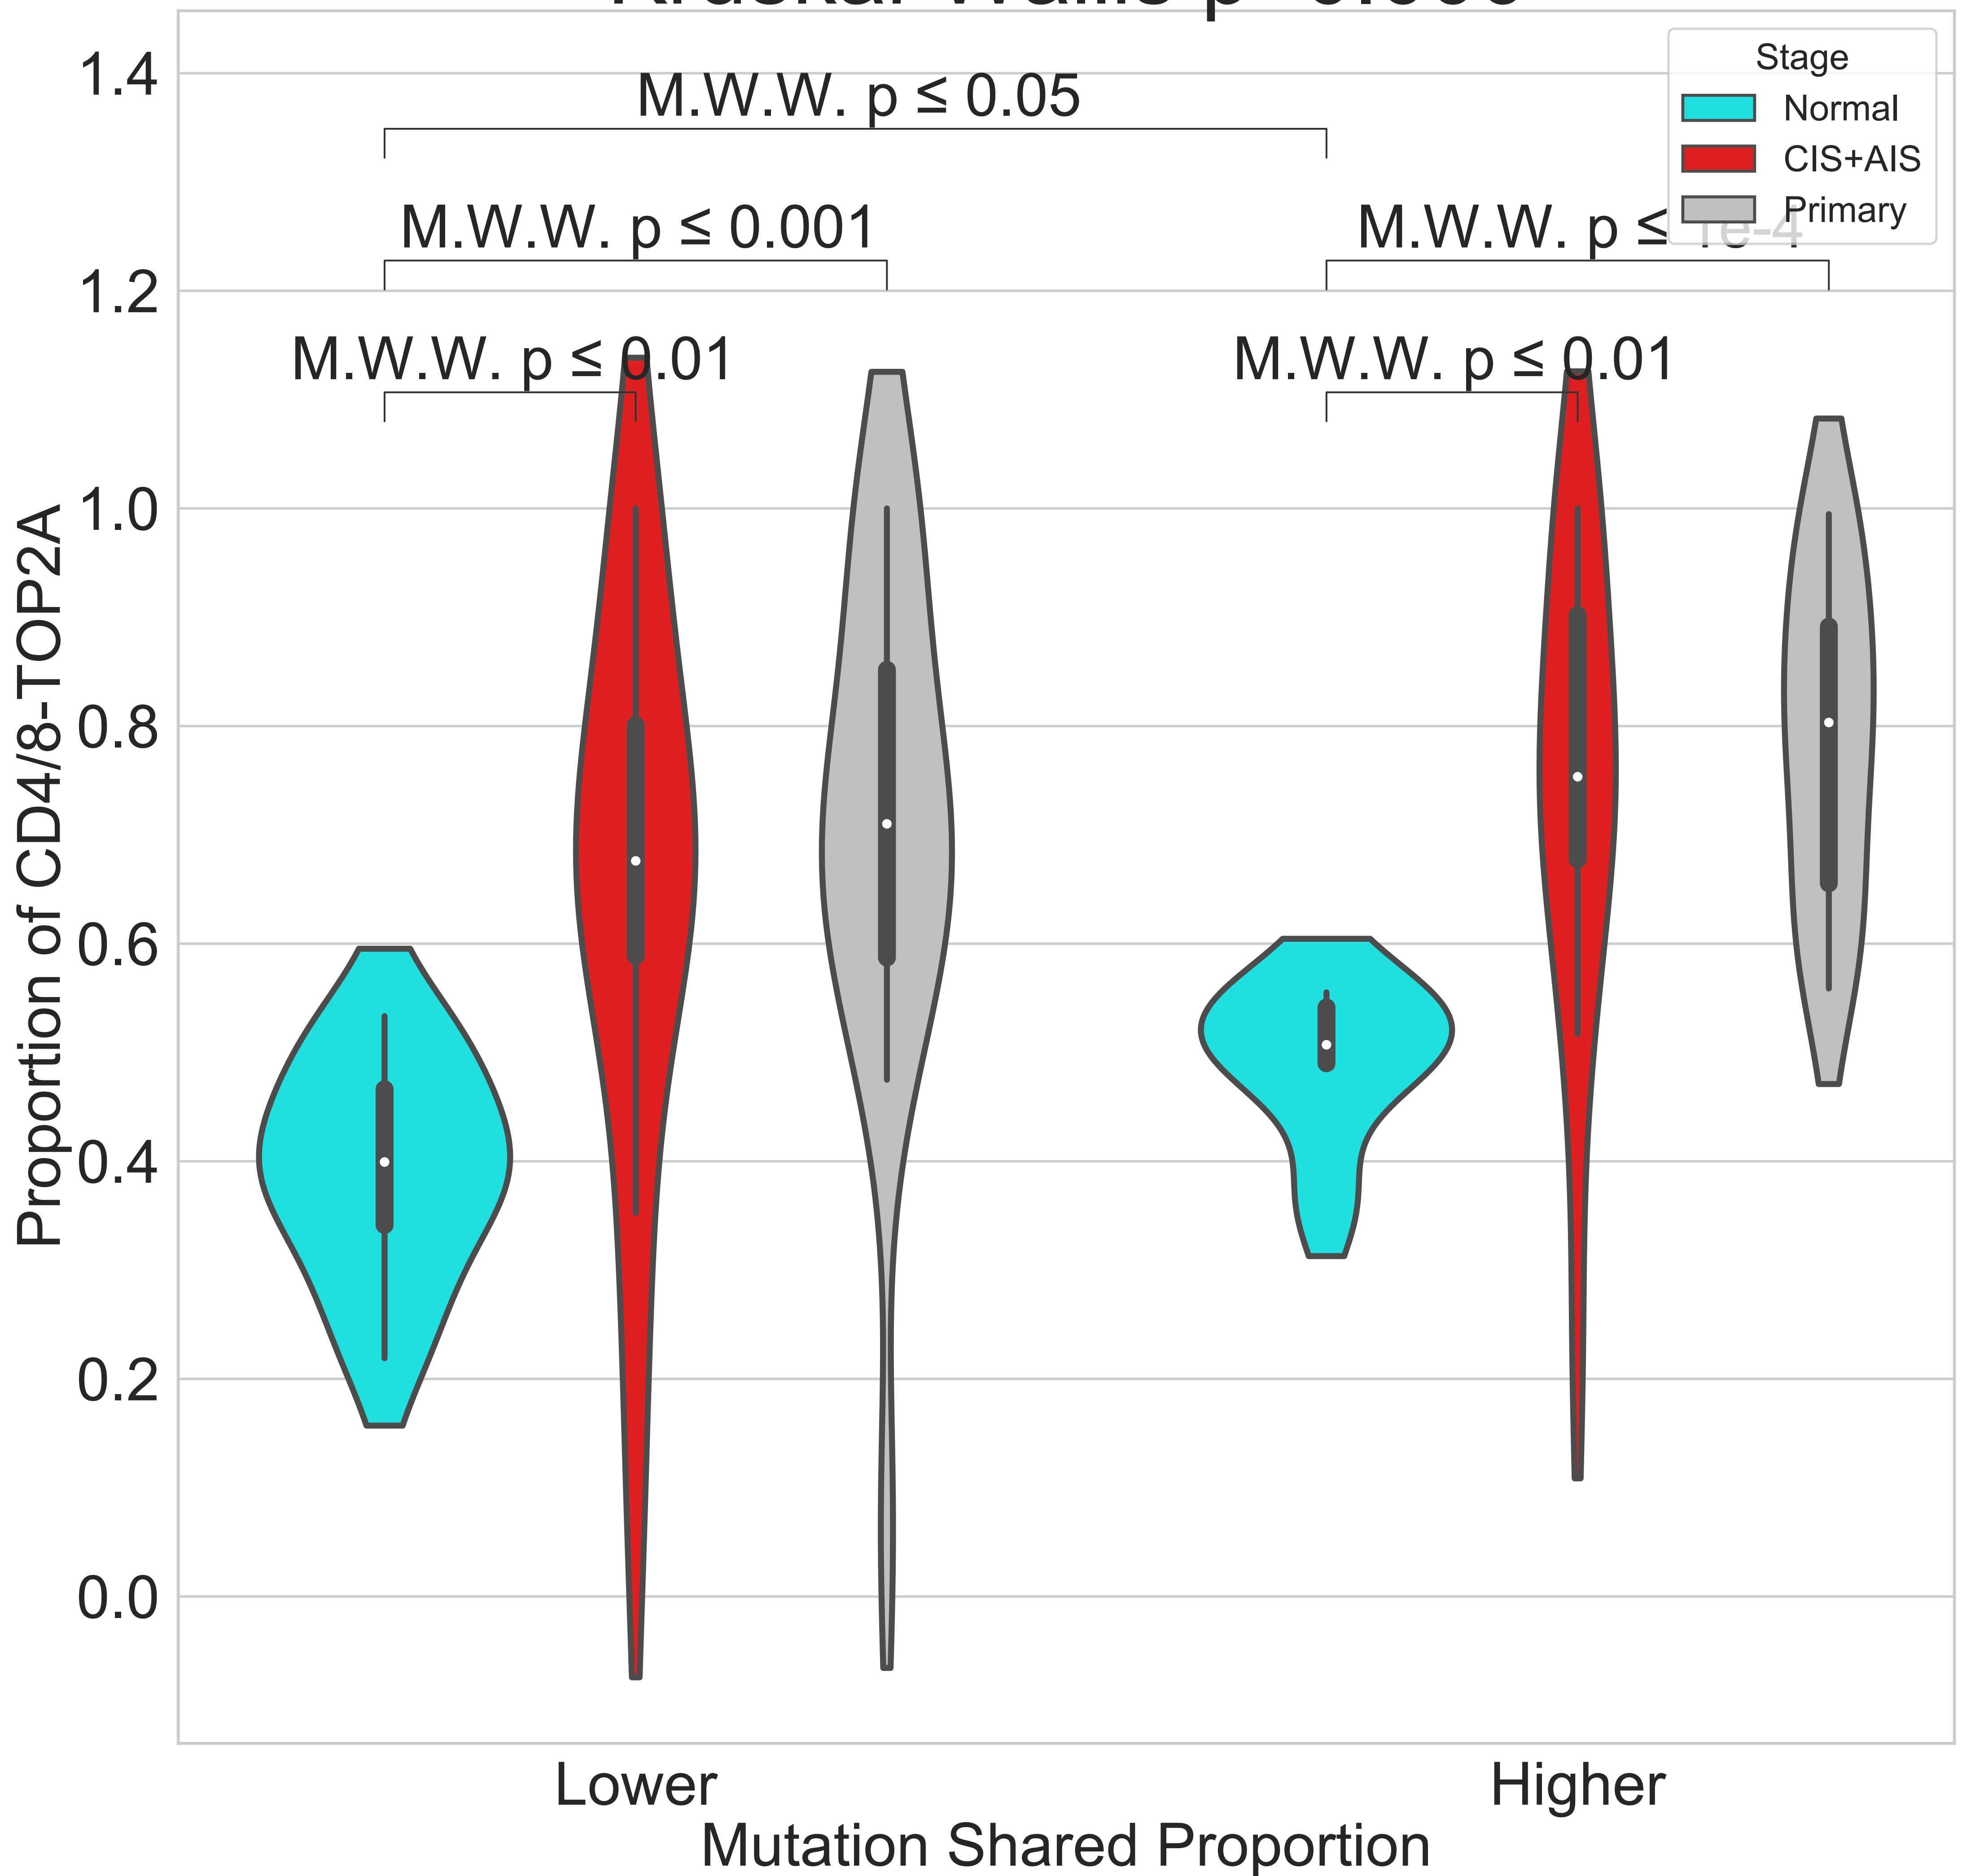 1.4
M.W.W. p ≤ 0.05
Stage
Normal
CIS+AIS
Primary
M.W.W. p ≤ 0.001
M.W.W. p ≤ 1e-4
1.2
M.W.W. p ≤ 0.01
M.W.W. p ≤ 0.01
1.0
0.8
0.6
0.4
0.2
0.0
Proportion of CD4/8-TOP2A
Lower
Higher
Mutation Shared Proportion